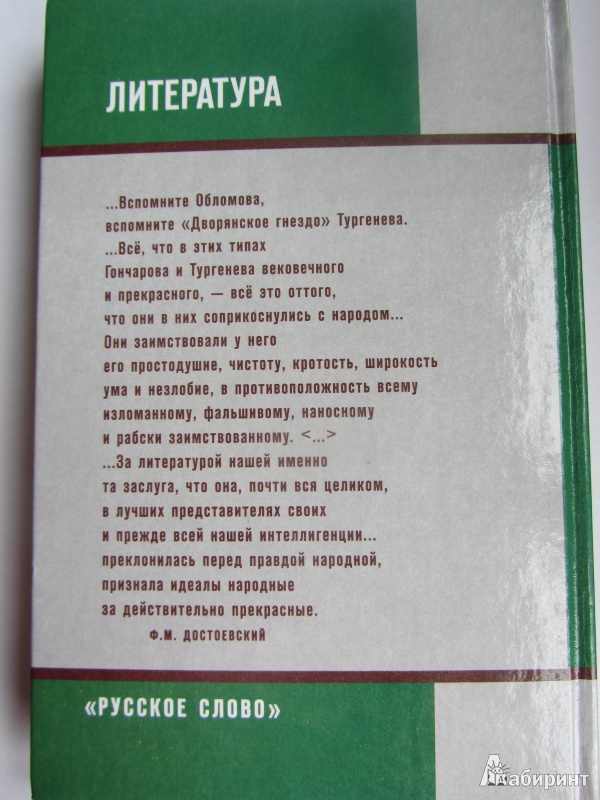 ЛИТЕРАТУРА
...Вспомните Обломова,
вспомните «Дворянское гнездо» Тургенева.
...Всё, что в этих типах
Гончарова и Тургенева вековечного
и прекрасного, — всё это оттого,
что они в них соприкоснулись с народом...
Они заимствовали у него
его простодушие, чистоту, кротость, широкость
ума и незлобие, в противоположность всему
изломанному, фальшивому, наносному
и рабски заимствованному. <...>
...За литературой нашей именно
та заслуга, что она, почти вся целиком,
в лучших представителях своих
и прежде всей нашей интеллигенции...
преклонилась перед правдой народной,
признала идеалы народные
за действительно прекрасные.
Ф.М. ДОСТОЕВСКИЙ
«РУССКОЕ СЛОВО»
Лабиринт